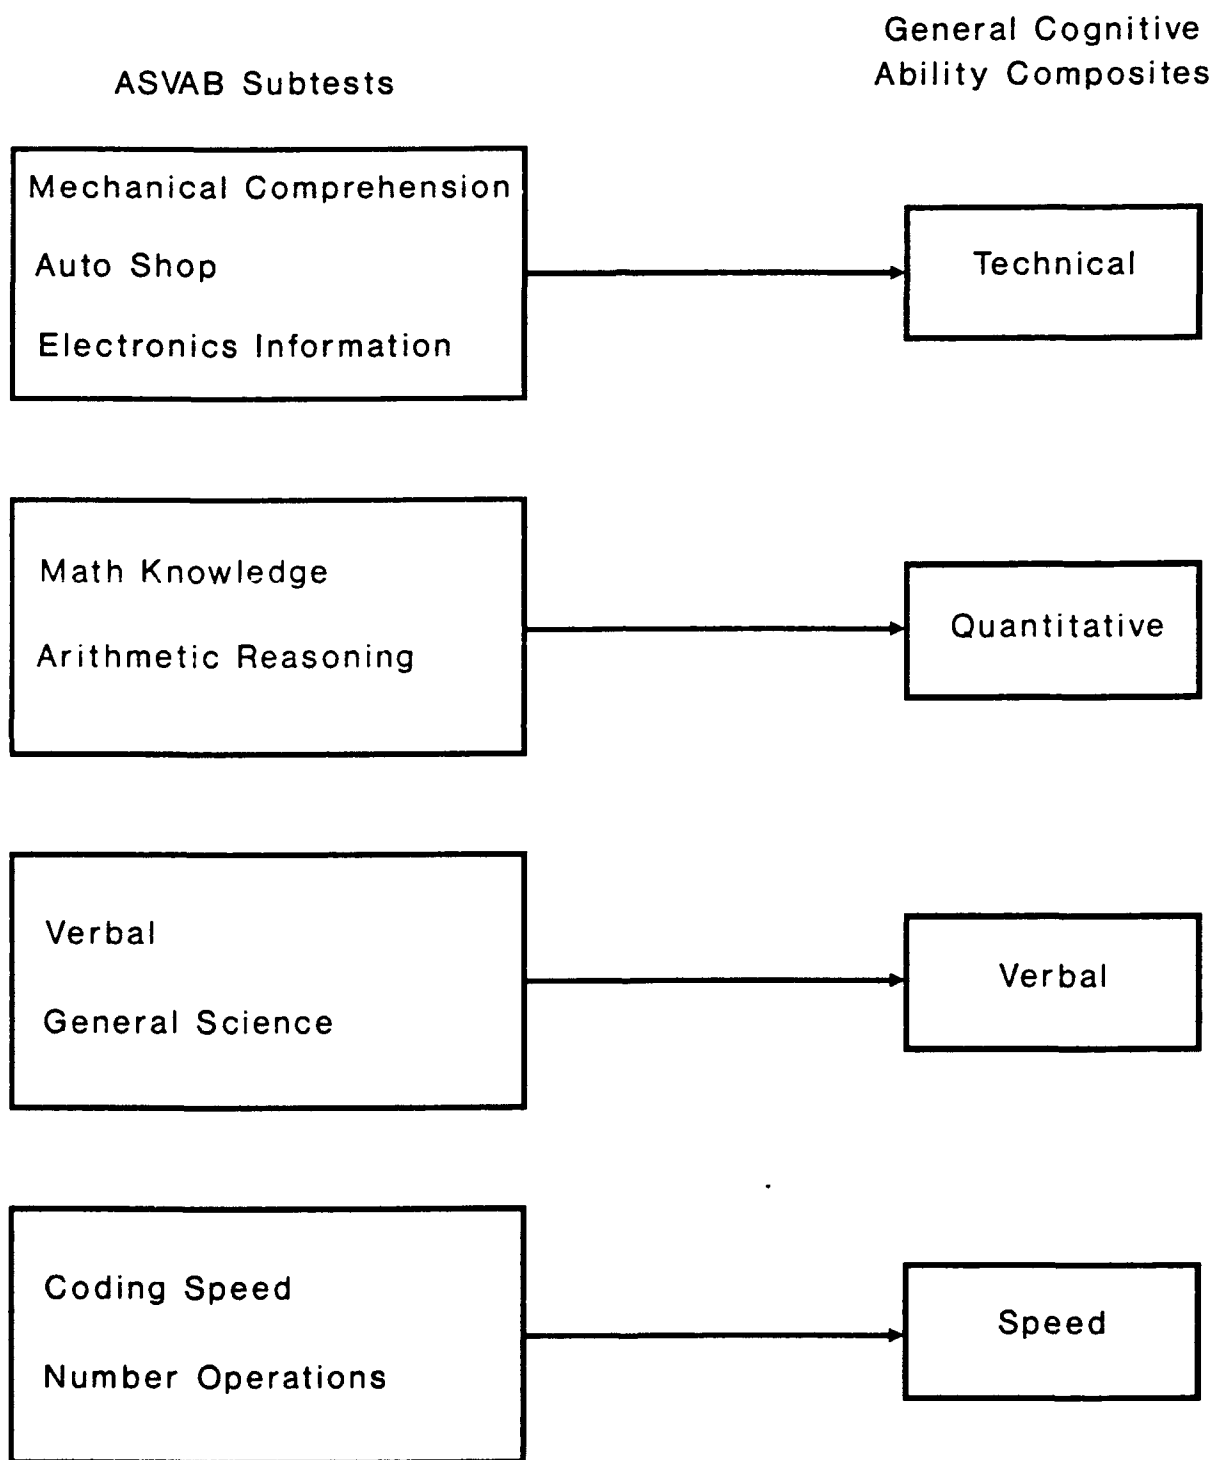 General Cognitive
Ability Composites
ASVAB Subtests
Mechanical Comprehension
Auto Shop
Electronics Information
Technical
Math Knowledge
Arithmetic Reasoning
Quantitative
Verbal
General Science
Verbal
Coding Speed
Number Operations
Speed